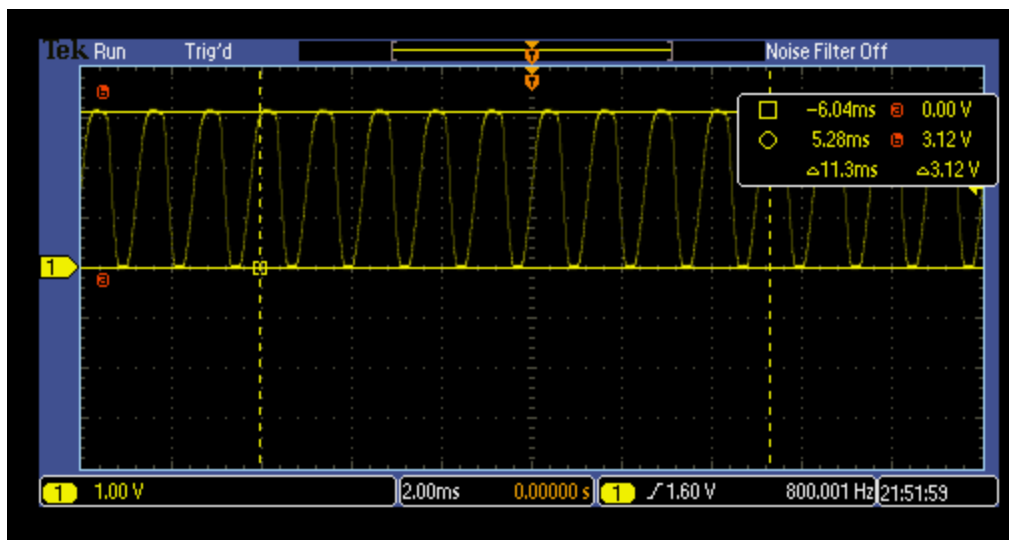 Tek Run Trig'd Noise Filter Off
T
T
b
-6.04ms a 0.00 V
5.28ms b 3.12 V
△11.3ms △3.12 V
1
a
1 1.00 V 2.00ms 0.00000 s 1 1.60 V 800.001 Hz 21:51:59